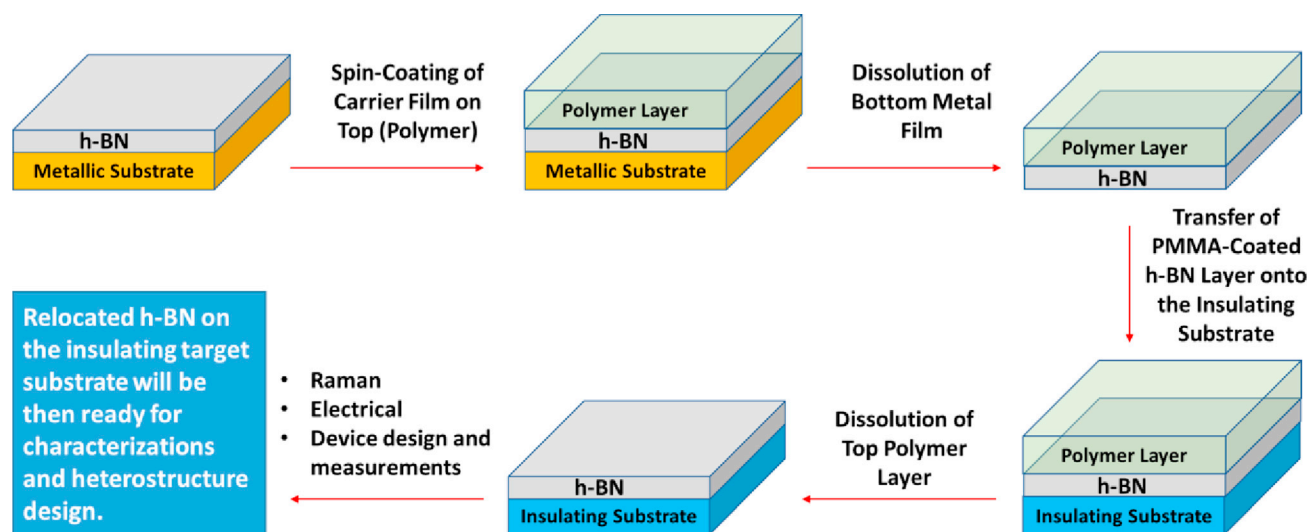 h-BN
Metallic Substrate
Spin-Coating of
Carrier Film on
Top (Polymer)
Polymer Layer
h-BN
Metallic Substrate
Dissolution of
Bottom Metal
Film
Polymer Layer
h-BN
Transfer of
PMMA-Coated
h-BN Layer onto
the Insulating
Substrate
Polymer Layer
h-BN
Insulating Substrate
Dissolution of
Top Polymer
Layer
h-BN
Insulating Substrate
• Raman
• Electrical
• Device design and
measurements
Relocated h-BN on
the insulating target
substrate will be
then ready for
characterizations
and heterostructure
design.